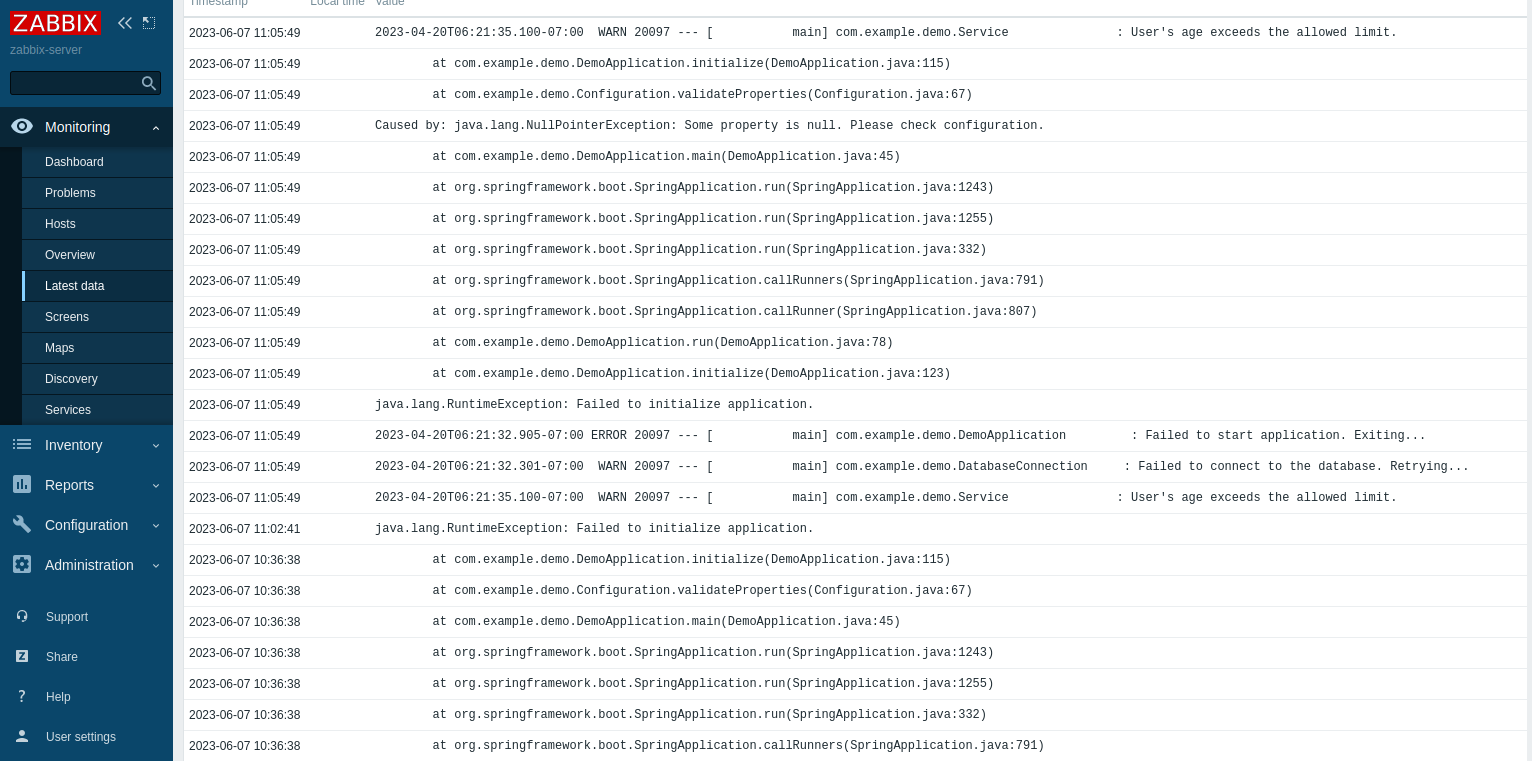 ZABBIX
zabbix-server
Monitoring
Dashboard
Problems
Hosts
Overview
Latest data
Screens
Maps
Discovery
Services
Inventory
Reports
Configuration
Administration
Support
Share
Help
User settings
Timestamp Local time Value
2023-06-07 11:05:49 2023-04-20T06:21:35.100-07:00  WARN 20097 --- [           main] com.example.demo.Service               : User's age exceeds the allowed limit.
2023-06-07 11:05:49         at com.example.demo.DemoApplication.initialize(DemoApplication.java:115)
2023-06-07 11:05:49         at com.example.demo.Configuration.validateProperties(Configuration.java:67)
2023-06-07 11:05:49 Caused by: java.lang.NullPointerException: Some property is null. Please check configuration.
2023-06-07 11:05:49         at com.example.demo.DemoApplication.main(DemoApplication.java:45)
2023-06-07 11:05:49         at org.springframework.boot.SpringApplication.run(SpringApplication.java:1243)
2023-06-07 11:05:49         at org.springframework.boot.SpringApplication.run(SpringApplication.java:1255)
2023-06-07 11:05:49         at org.springframework.boot.SpringApplication.run(SpringApplication.java:332)
2023-06-07 11:05:49         at org.springframework.boot.SpringApplication.callRunners(SpringApplication.java:791)
2023-06-07 11:05:49         at org.springframework.boot.SpringApplication.callRunner(SpringApplication.java:807)
2023-06-07 11:05:49         at com.example.demo.DemoApplication.run(DemoApplication.java:78)
2023-06-07 11:05:49         at com.example.demo.DemoApplication.initialize(DemoApplication.java:123)
2023-06-07 11:05:49 java.lang.RuntimeException: Failed to initialize application.
2023-06-07 11:05:49 2023-04-20T06:21:32.905-07:00 ERROR 20097 --- [           main] com.example.demo.DemoApplication         : Failed to start application. Exiting...
2023-06-07 11:05:49 2023-04-20T06:21:32.301-07:00  WARN 20097 --- [           main] com.example.demo.DatabaseConnection     : Failed to connect to the database. Retrying...
2023-06-07 11:05:49 2023-04-20T06:21:35.100-07:00  WARN 20097 --- [           main] com.example.demo.Service               : User's age exceeds the allowed limit.
2023-06-07 11:02:41 java.lang.RuntimeException: Failed to initialize application.
2023-06-07 10:36:38         at com.example.demo.DemoApplication.initialize(DemoApplication.java:115)
2023-06-07 10:36:38         at com.example.demo.Configuration.validateProperties(Configuration.java:67)
2023-06-07 10:36:38         at com.example.demo.DemoApplication.main(DemoApplication.java:45)
2023-06-07 10:36:38         at org.springframework.boot.SpringApplication.run(SpringApplication.java:1243)
2023-06-07 10:36:38         at org.springframework.boot.SpringApplication.run(SpringApplication.java:1255)
2023-06-07 10:36:38         at org.springframework.boot.SpringApplication.run(SpringApplication.java:332)
2023-06-07 10:36:38         at org.springframework.boot.SpringApplication.callRunners(SpringApplication.java:791)